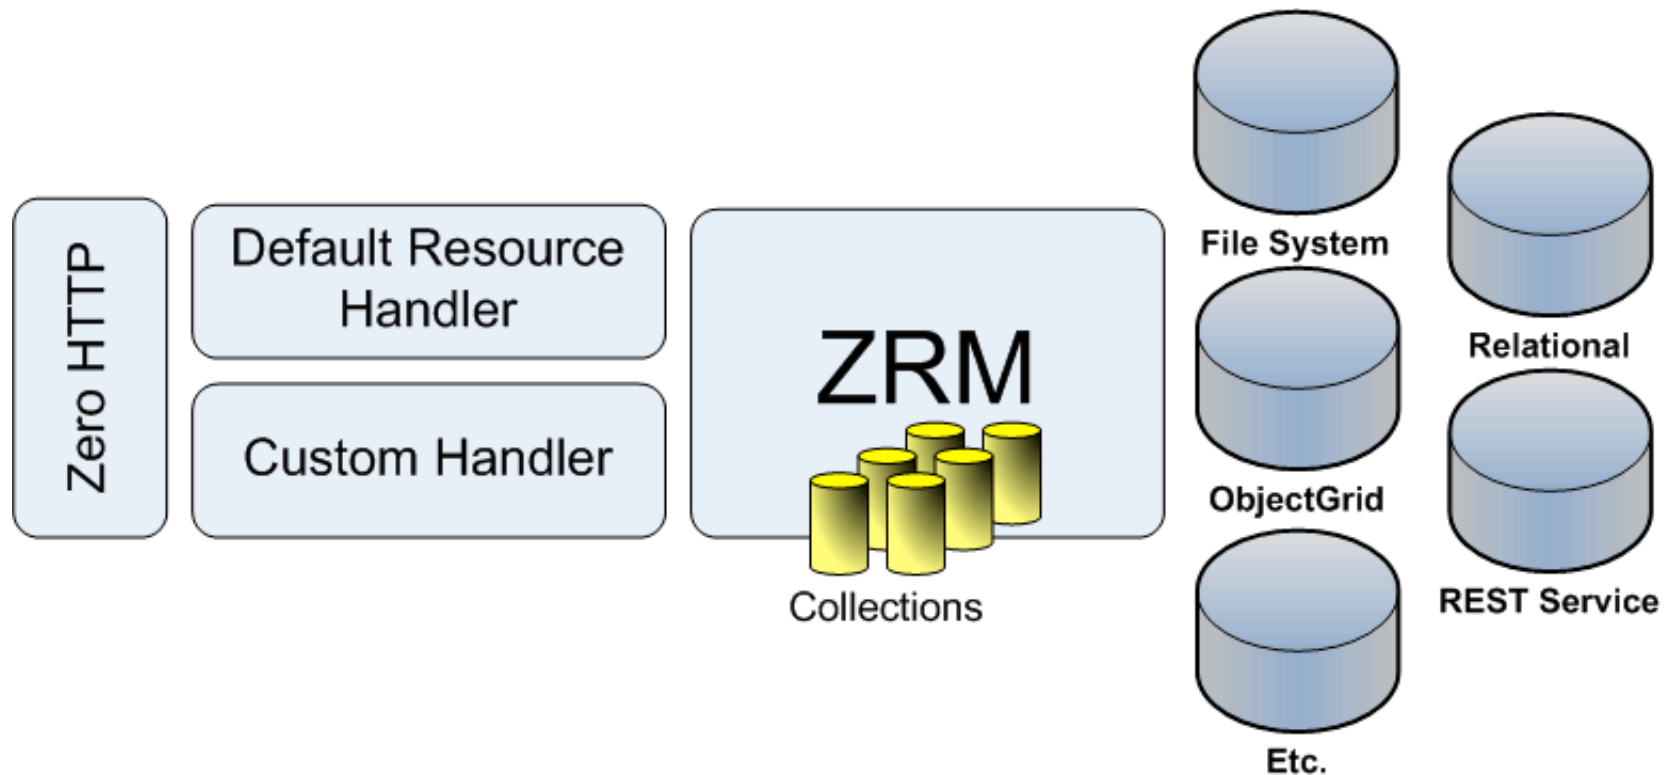 Zero HTTP
Default Resource
Handler
Custom Handler
ZRM
Collections
File System
Relational
ObjectGrid
REST Service
Etc.